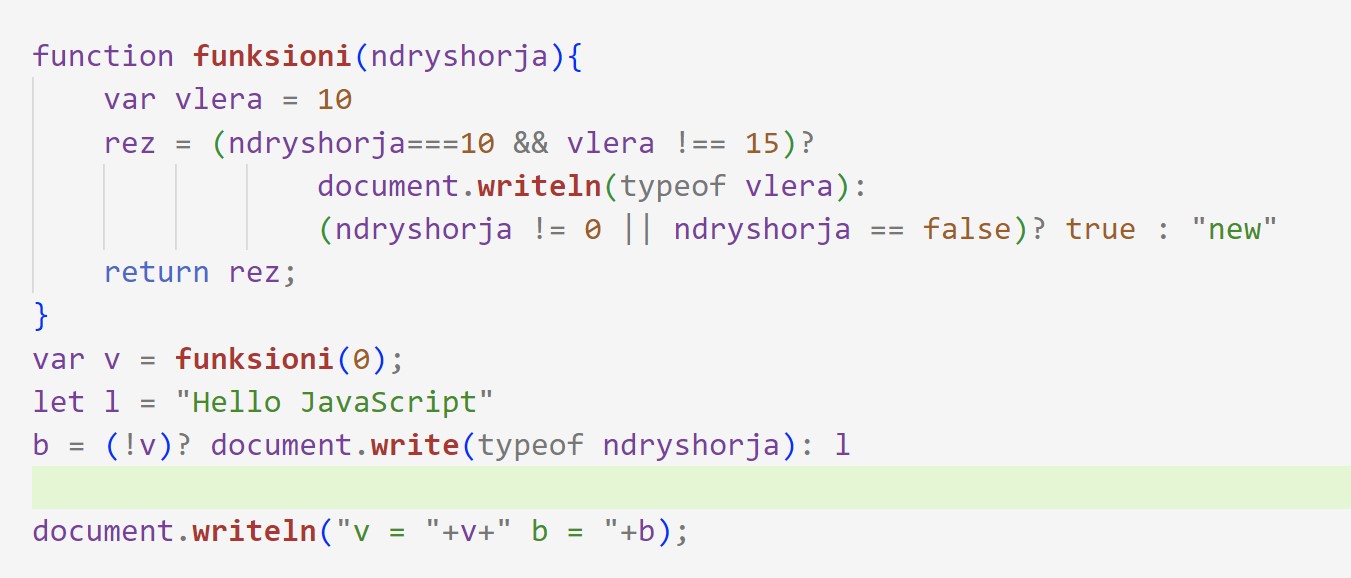 function funksioni(ndryshorja){
    var vlera = 10
    rez = (ndryshorja===10 && vlera !== 15)?
                document.writeln(typeof vlera):
                (ndryshorja != 0 || ndryshorja == false)? true : "new"
    return rez;
}
var v = funksioni(0);
let l = "Hello JavaScript"
b = (!v)? document.write(typeof ndryshorja): l
document.writeln("v = "+v+" b = "+b);